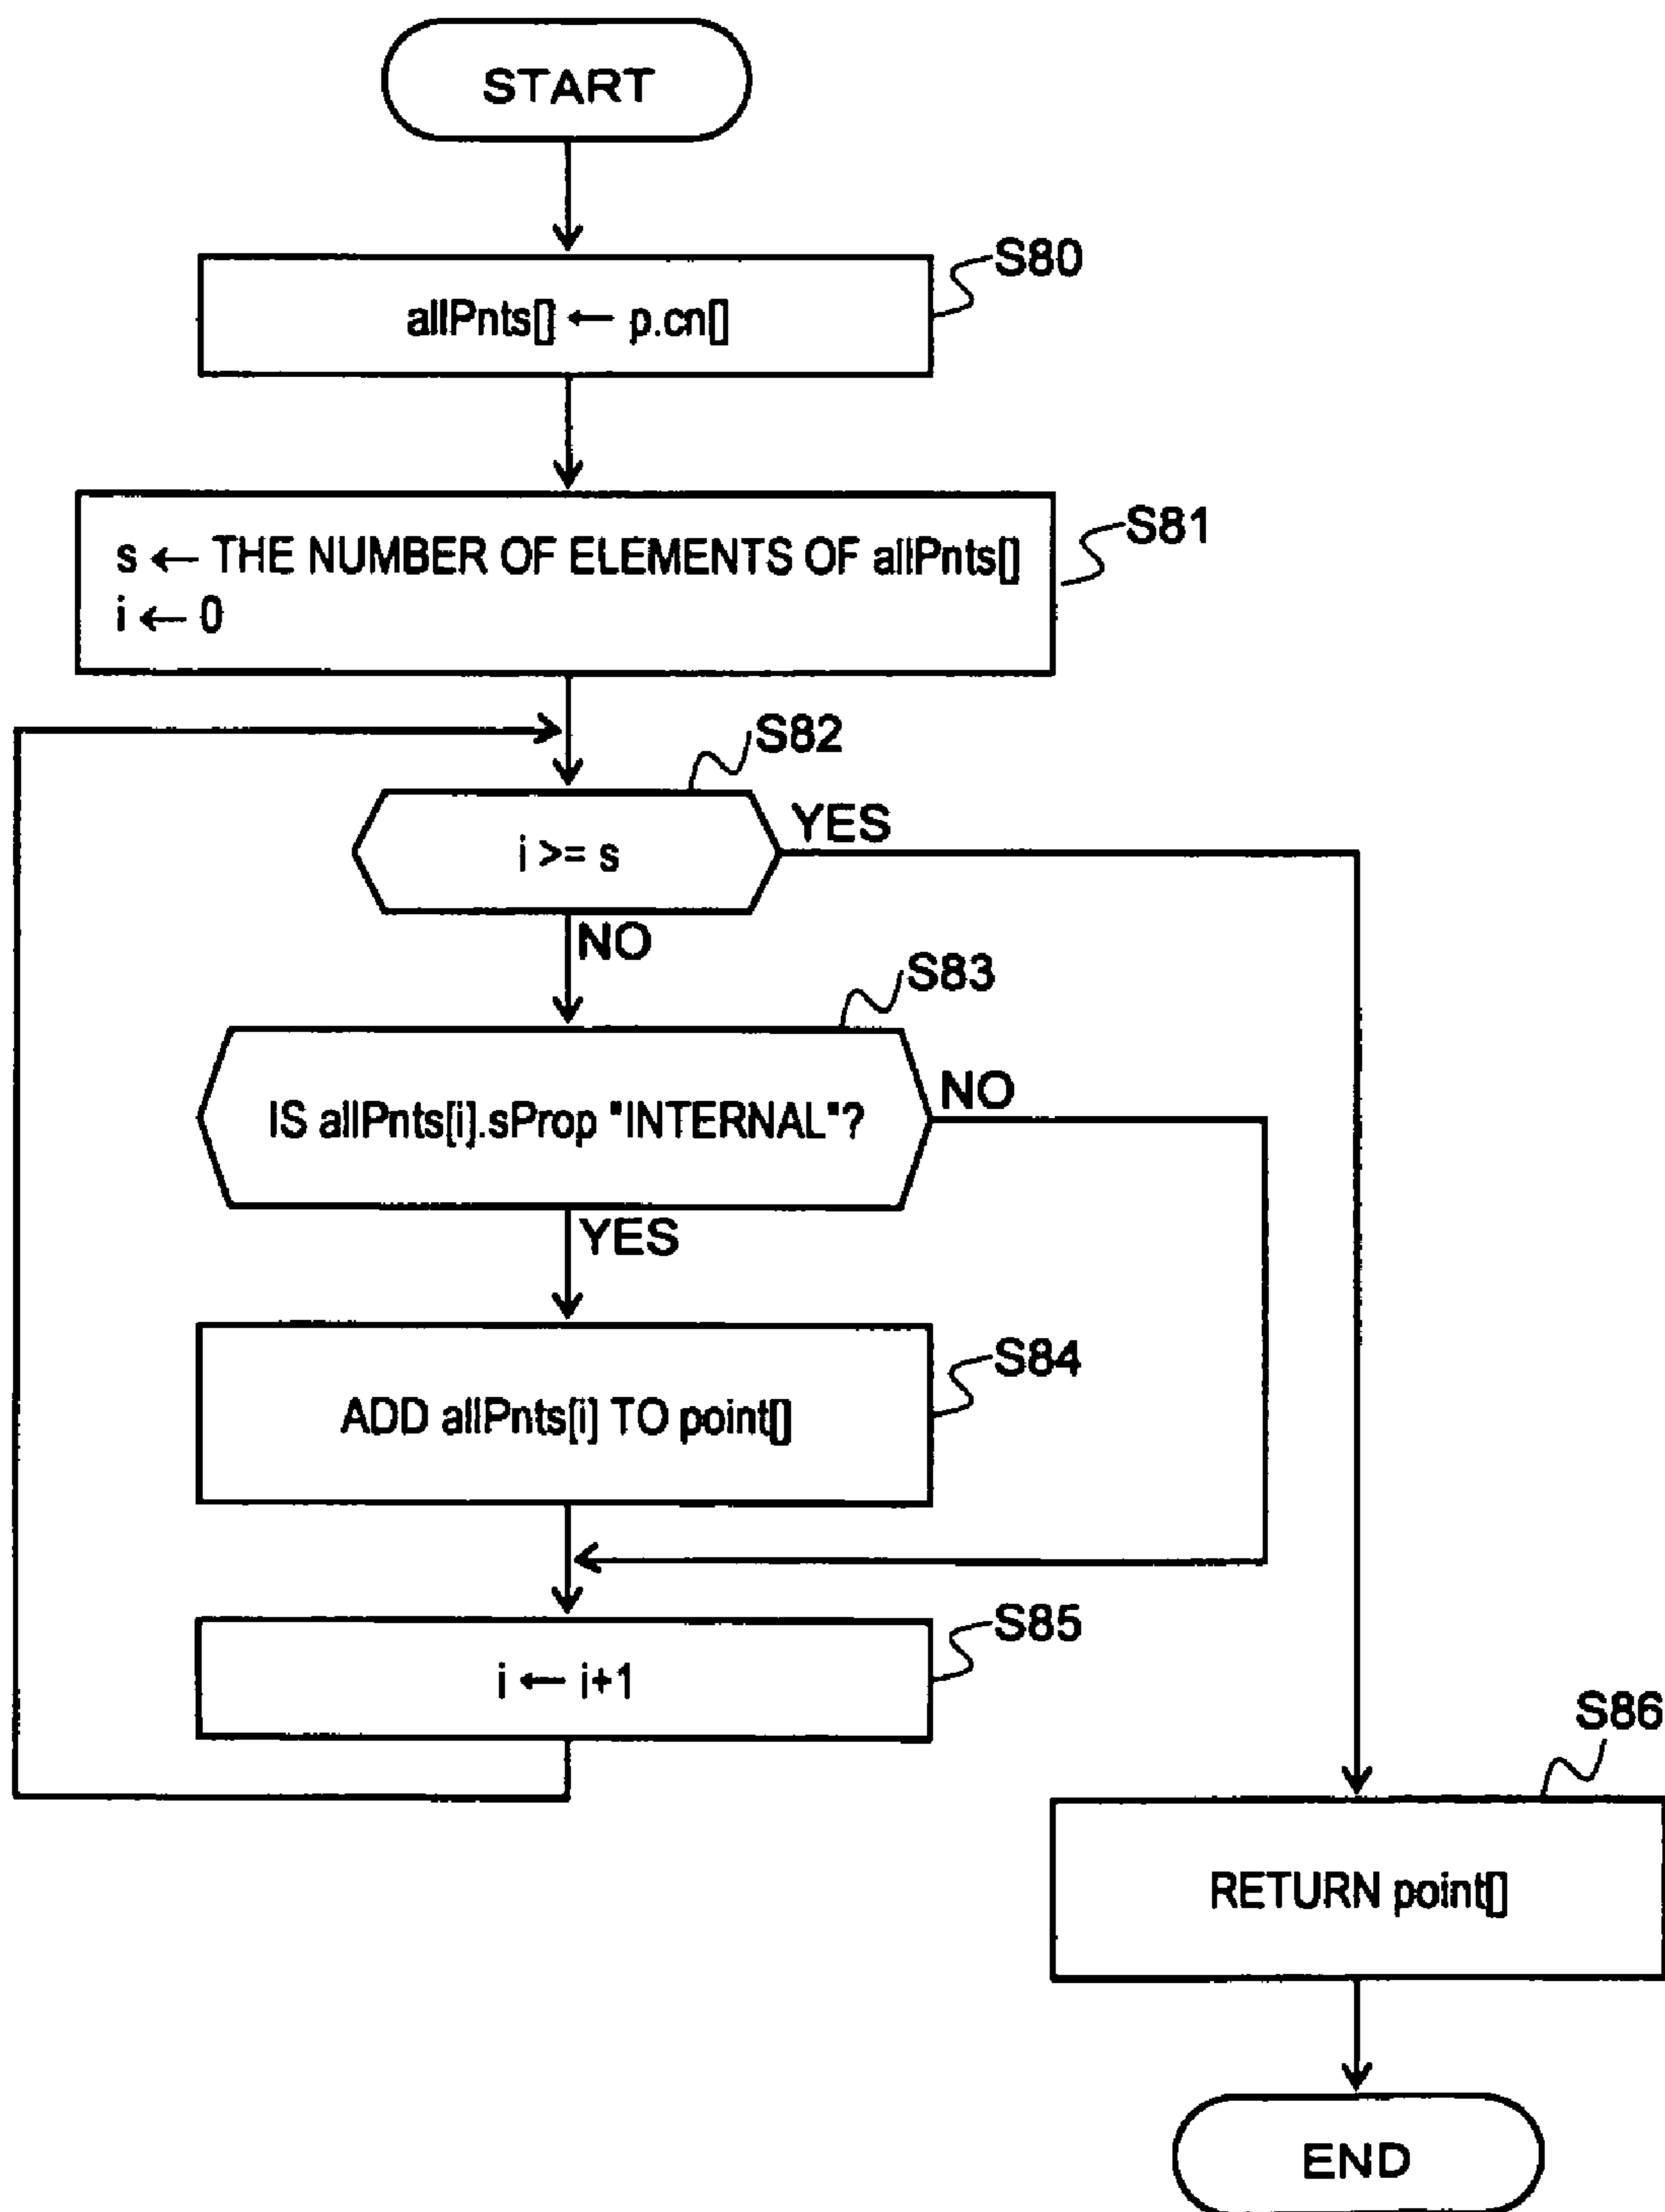 START
S80
allPnts[] ← p.cn[]
S81
s ← THE NUMBER OF ELEMENTS OF allPnts[]
i ← 0
S82
i >= s
YES
NO
S83
IS allPnts[i].sProp "INTERNAL"?
NO
YES
S84
ADD allPnts[i] TO point[]
S85
i ← i+1
S86
RETURN point[]
END